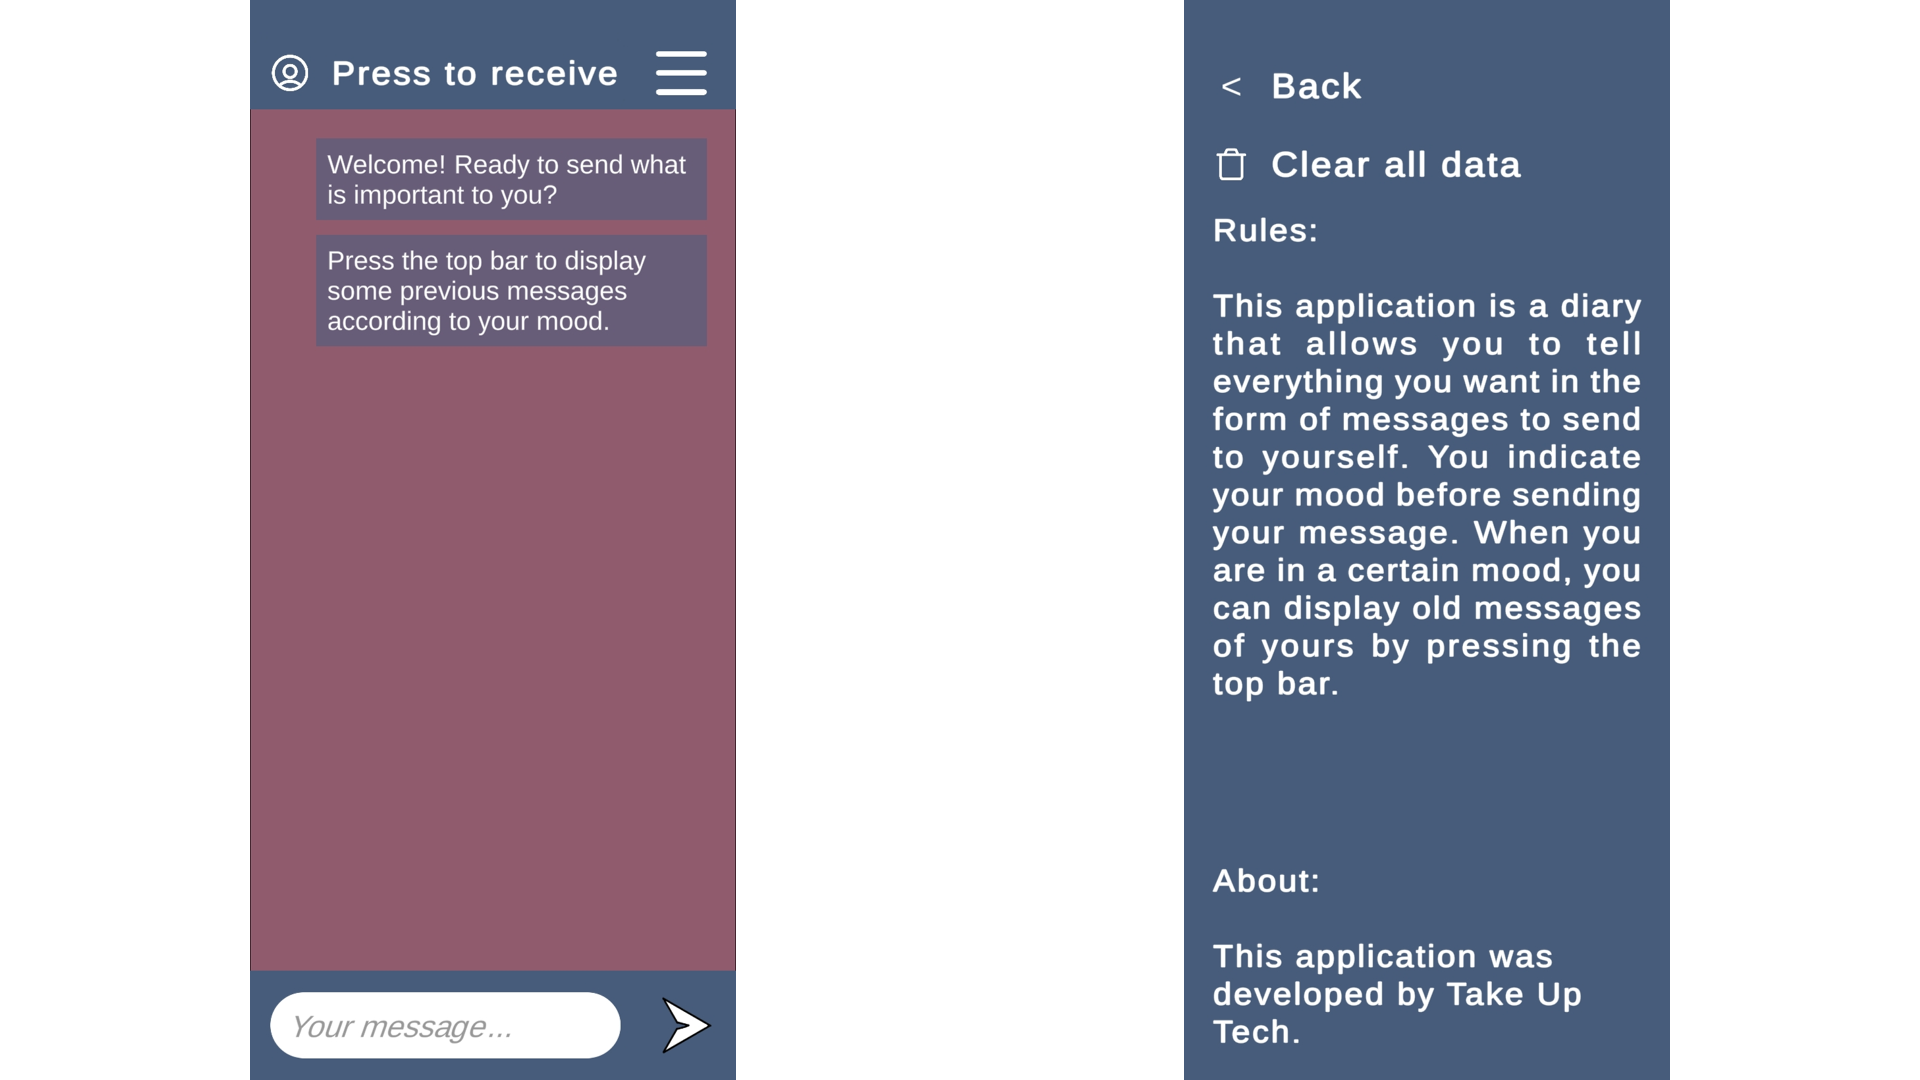 Press to receive
Welcome! Ready to send what
is important to you?
Press the top bar to display
some previous messages
according to your mood.
Your message...
< Back
Clear all data
Rules:
This application is a diary
that allows you to tell
everything you want in the
form of messages to send
to yourself. You indicate
your mood before sending
your message. When you
are in a certain mood, you
can display old messages
of yours by pressing the
top bar.
About:
This application was
developed by Take Up
Tech.